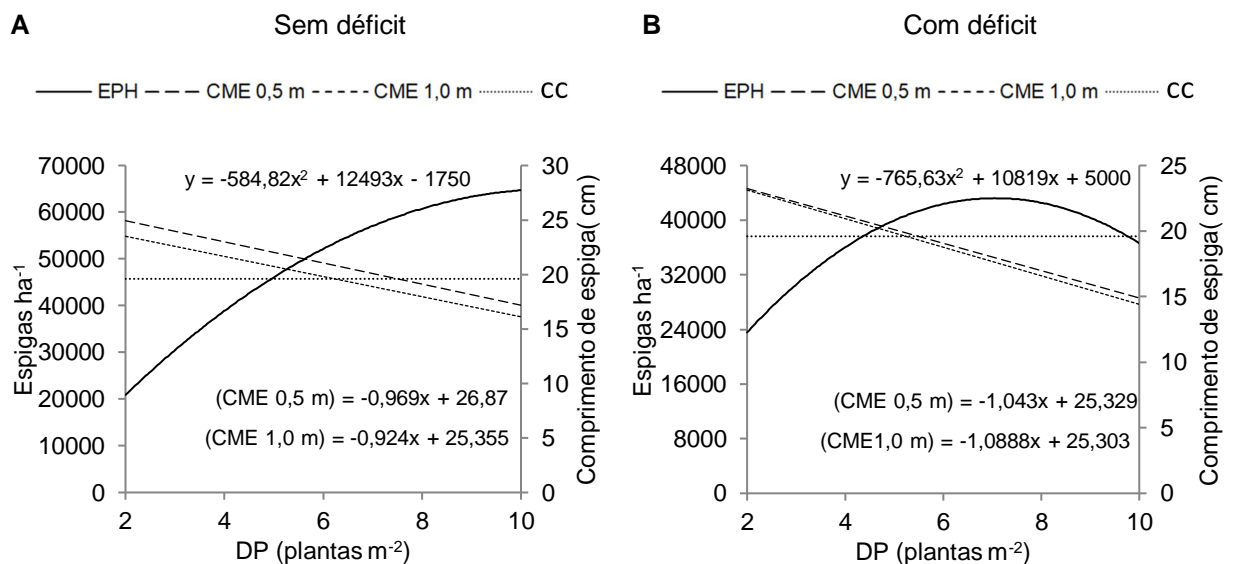 A
Sem déficit
EPH CME 0,5 m CME 1,0 m CC
y = -584,82x² + 12493x - 1750
70000
60000
50000
40000
30000
20000
10000
0
Espigas ha⁻¹
30
25
20
15
10
5
0
Comprimento de espiga( cm)
(CME 0,5 m) = -0,969x + 26,87
(CME 1,0 m) = -0,924x + 25,355
2 4 6 8 10
DP (plantas m⁻²)
B
Com déficit
EPH CME 0,5 m CME 1,0 m CC
y = -765,63x² + 10819x + 5000
48000
40000
32000
24000
16000
8000
0
Espigas ha⁻¹
25
20
15
10
5
0
Comprimento de espiga( cm)
(CME 0,5 m) = -1,043x + 25,329
(CME1,0 m) = -1,0888x + 25,303
2 4 6 8 10
DP (plantas m⁻²)